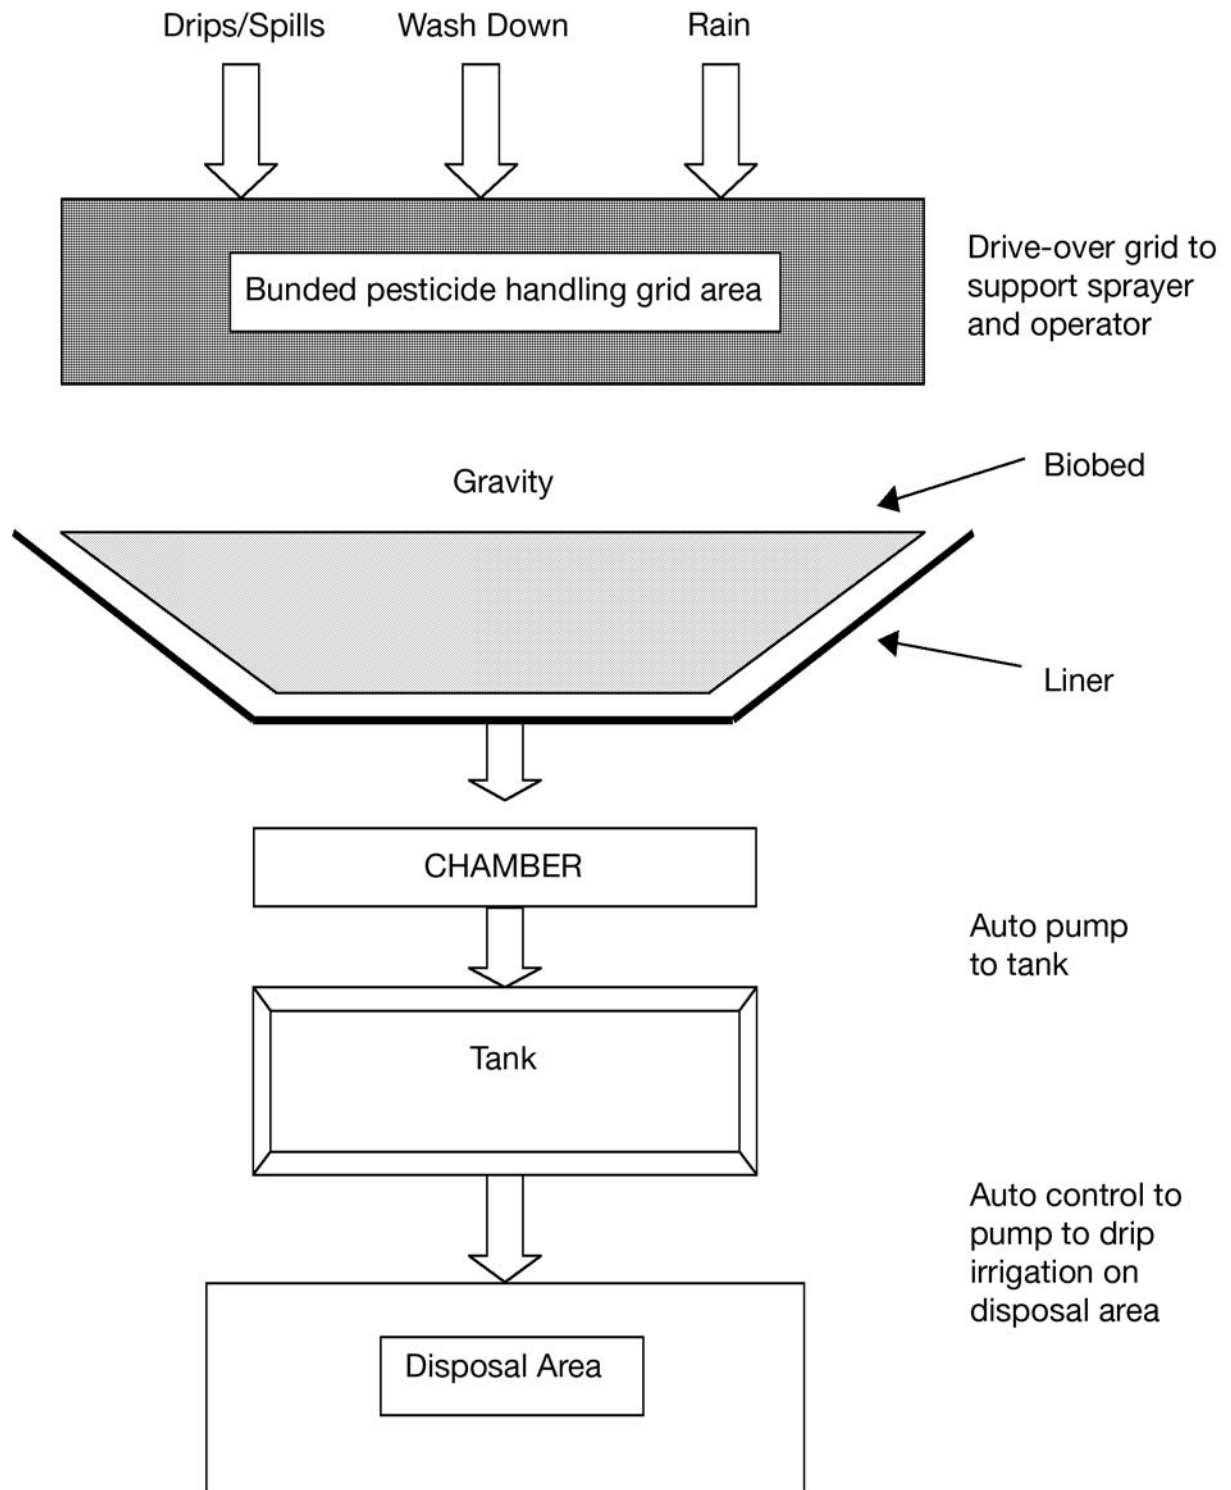 Drips/Spills
Wash Down
Rain
Bunded pesticide handling grid area
Drive-over grid to
support sprayer
and operator
Gravity
Biobed
Liner
CHAMBER
Auto pump
to tank
Tank
Auto control to
pump to drip
irrigation on
disposal area
Disposal Area